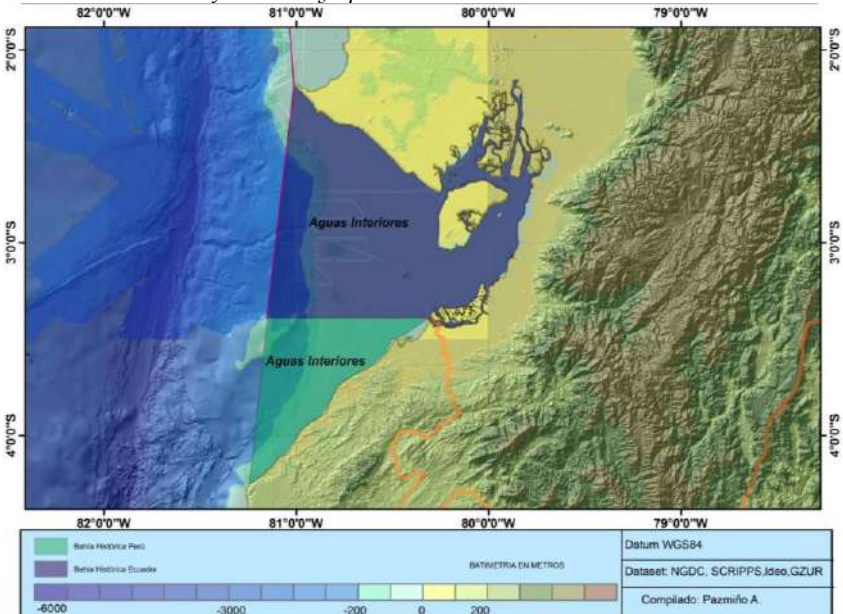 82°0'0"W 81°0'0"W 80°0'0"W 79°0'0"W
2°0'0"S 2°0'0"S
Aguas Interiores
3°0'0"S 3°0'0"S
Aguas Interiores
4°0'0"S 4°0'0"S
82°0'0"W 81°0'0"W 80°0'0"W 79°0'0"W
Bahía Histórica Perú
Bahía Histórica Ecuador
BATIMETRIA EN METROS
-6000 -3000 -200 0 200
Datum WGS84
Dataset: NGDC, SCRIPPS,Ideo,GZUR
Compilado: Pazmiño A.